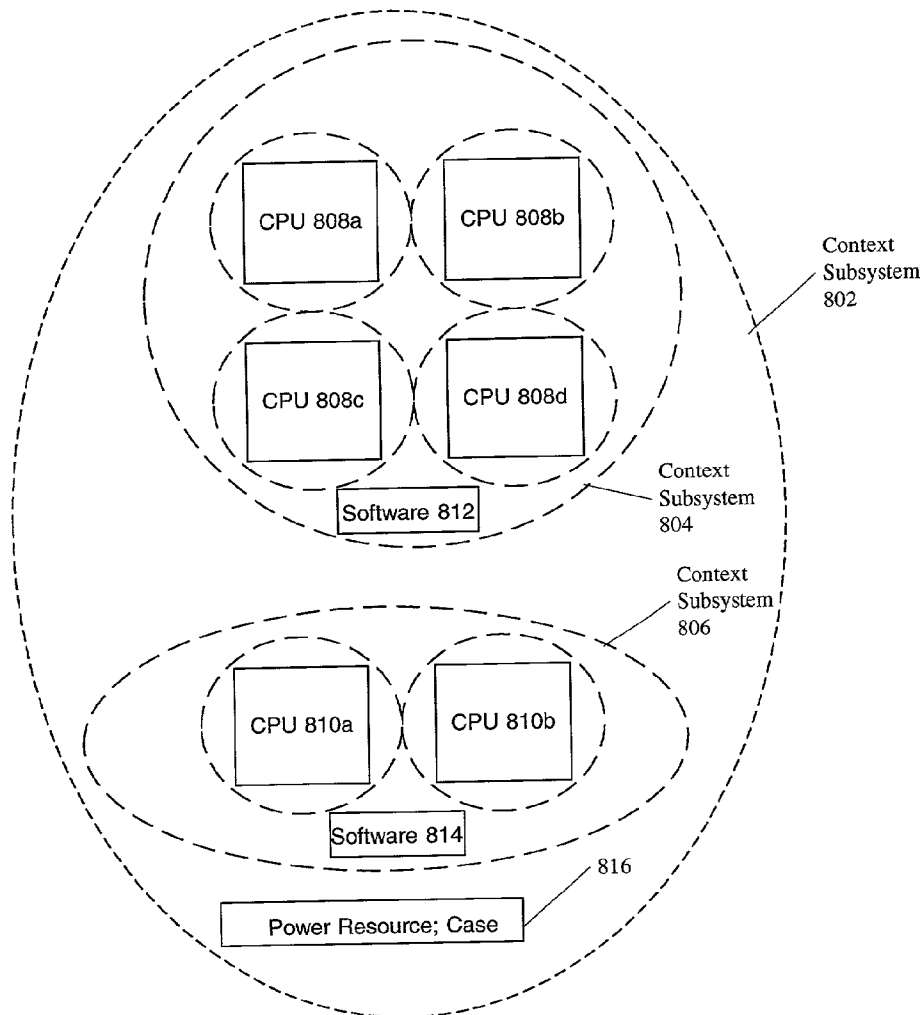 CPU 808a
CPU 808b
Context
Subsystem
802
CPU 808c
CPU 808d
Context
Subsystem
804
Software 812
Context
Subsystem
806
CPU 810a
CPU 810b
Software 814
816
Power Resource; Case